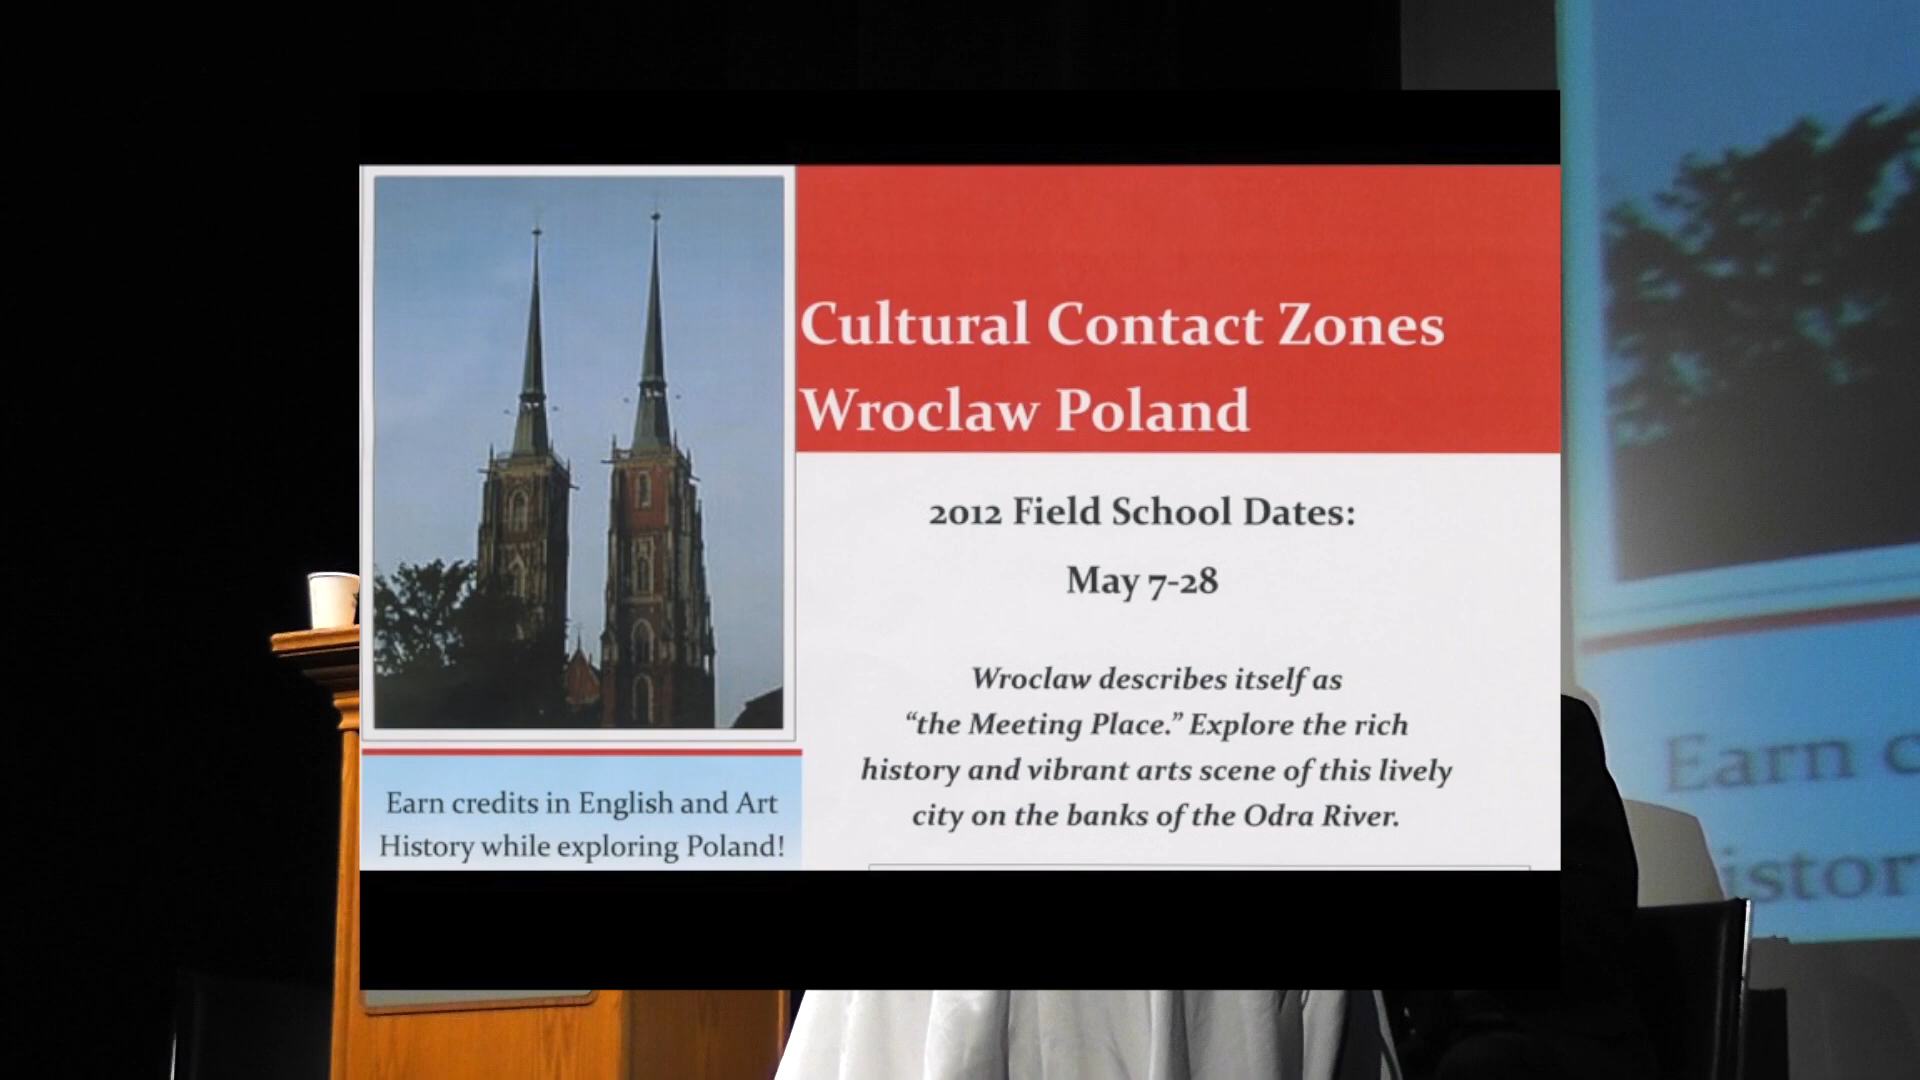 Cultural Contact Zones
Wroclaw Poland
2012 Field School Dates:
May 7-28
Wroclaw describes itself as
“the Meeting Place.” Explore the rich
history and vibrant arts scene of this lively
city on the banks of the Odra River.
Earn credits in English and Art
History while exploring Poland!
Earn c
istor